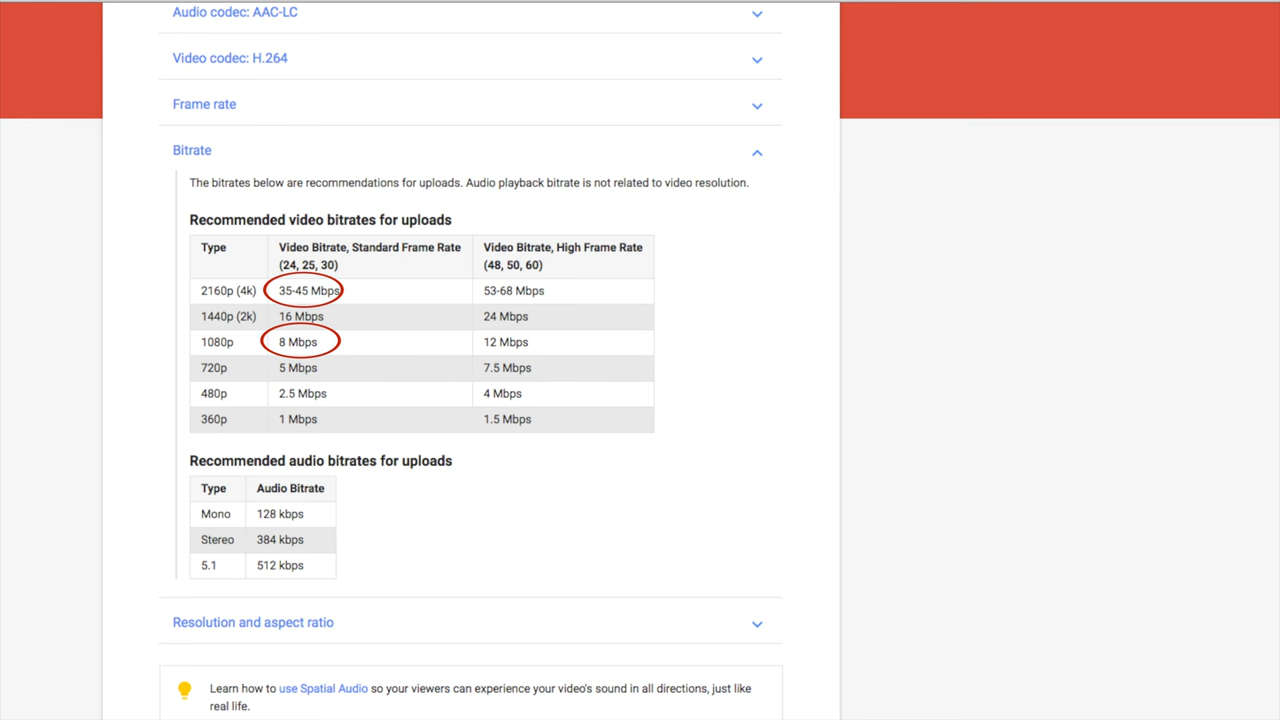 Audio codec: AAC-LC
Video codec: H.264
Frame rate
Bitrate
The bitrates below are recommendations for uploads. Audio playback bitrate is not related to video resolution.
Recommended video bitrates for uploads
Type Video Bitrate, Standard Frame Rate (24, 25, 30) Video Bitrate, High Frame Rate (48, 50, 60)
2160p (4k) 35-45 Mbps 53-68 Mbps
1440p (2k) 16 Mbps 24 Mbps
1080p 8 Mbps 12 Mbps
720p 5 Mbps 7.5 Mbps
480p 2.5 Mbps 4 Mbps
360p 1 Mbps 1.5 Mbps
Recommended audio bitrates for uploads
Type Audio Bitrate
Mono 128 kbps
Stereo 384 kbps
5.1 512 kbps
Resolution and aspect ratio
Learn how to use Spatial Audio so your viewers can experience your video's sound in all directions, just like
real life.